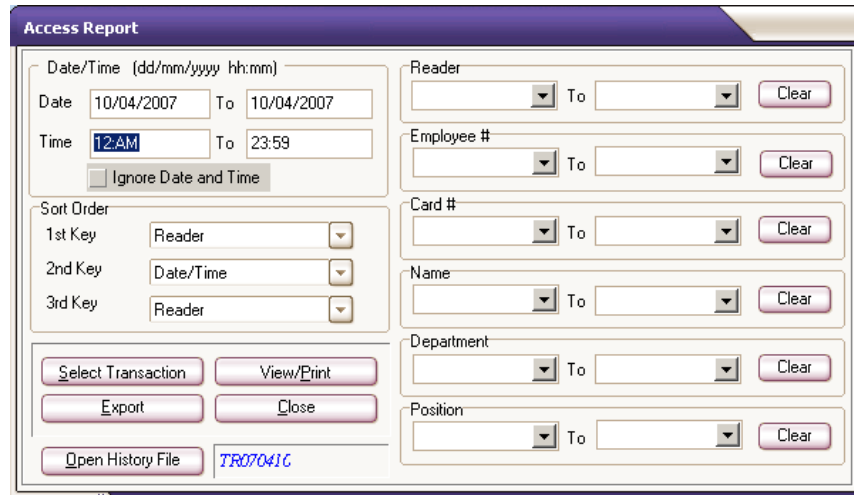 Access Report
Date/Time (dd/mm/yyyy hh:mm)
Date 10/04/2007 To 10/04/2007
Time 12:AM To 23:59
Ignore Date and Time
Sort Order
1st Key Reader
2nd Key Date/Time
3rd Key Reader
Select Transaction View/Print
Export Close
Open History File TR070410
Reader
To Clear
Employee #
To Clear
Card #
To Clear
Name
To Clear
Department
To Clear
Position
To Clear